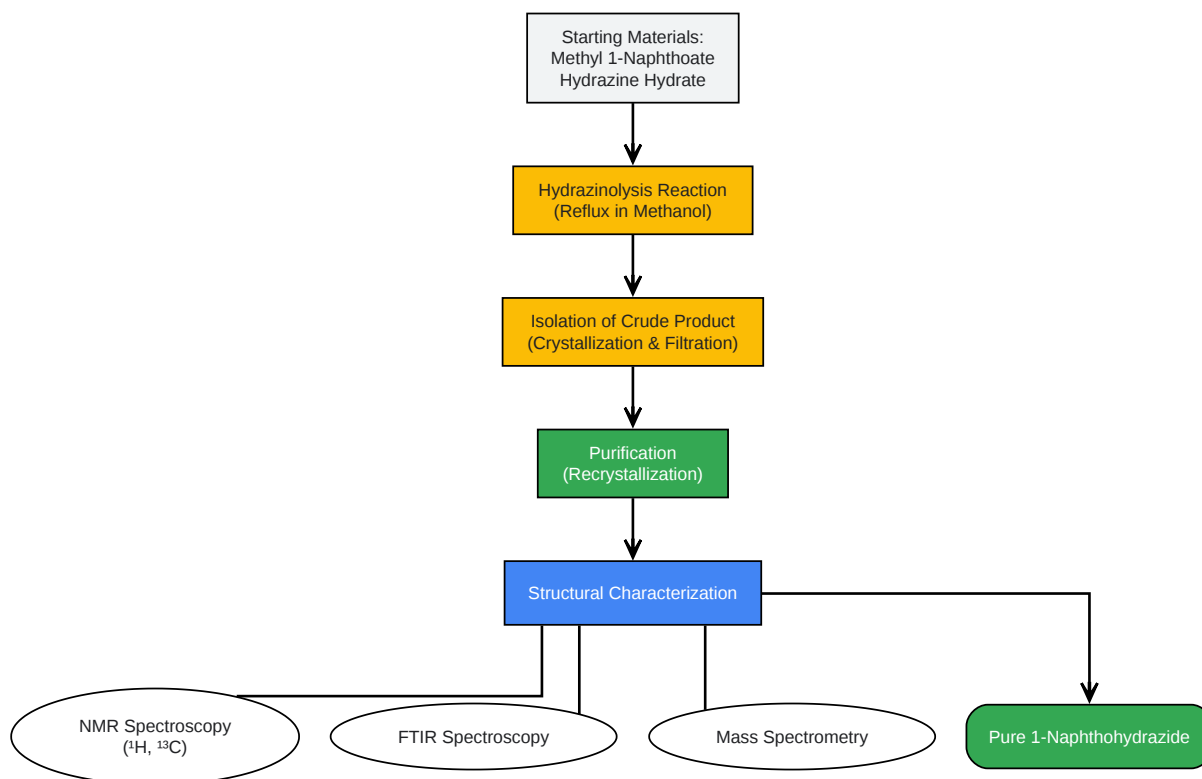 Starting Materials:
Methyl 1-Naphthoate
Hydrazine Hydrate
Hydrazinolysis Reaction
(Reflux in Methanol)
Isolation of Crude Product
(Crystallization & Filtration)
Purification
(Recrystallization)
Structural Characterization
NMR Spectroscopy
(¹H, ¹³C)
FTIR Spectroscopy
Mass Spectrometry
Pure 1-Naphthohydrazide